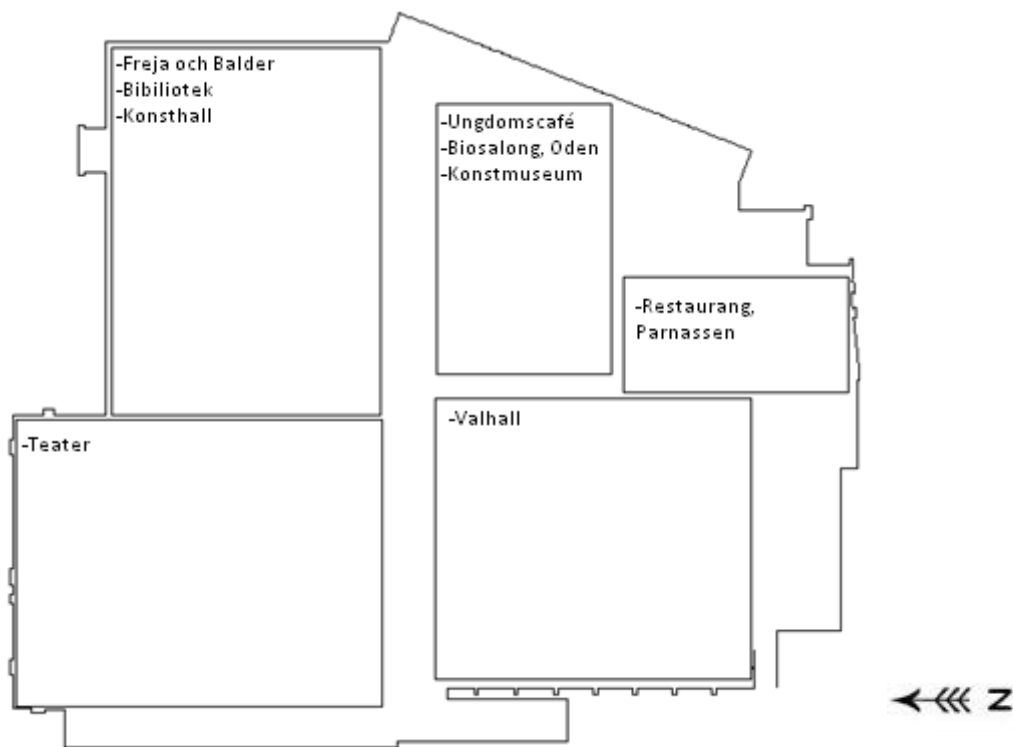 -Freja och Balder
-Bibiliotek
-Konsthall
-Ungdomscafé
-Biosalong, Oden
-Konstmuseum
-Restaurang,
Parnassen
-Teater
-Valhall
N